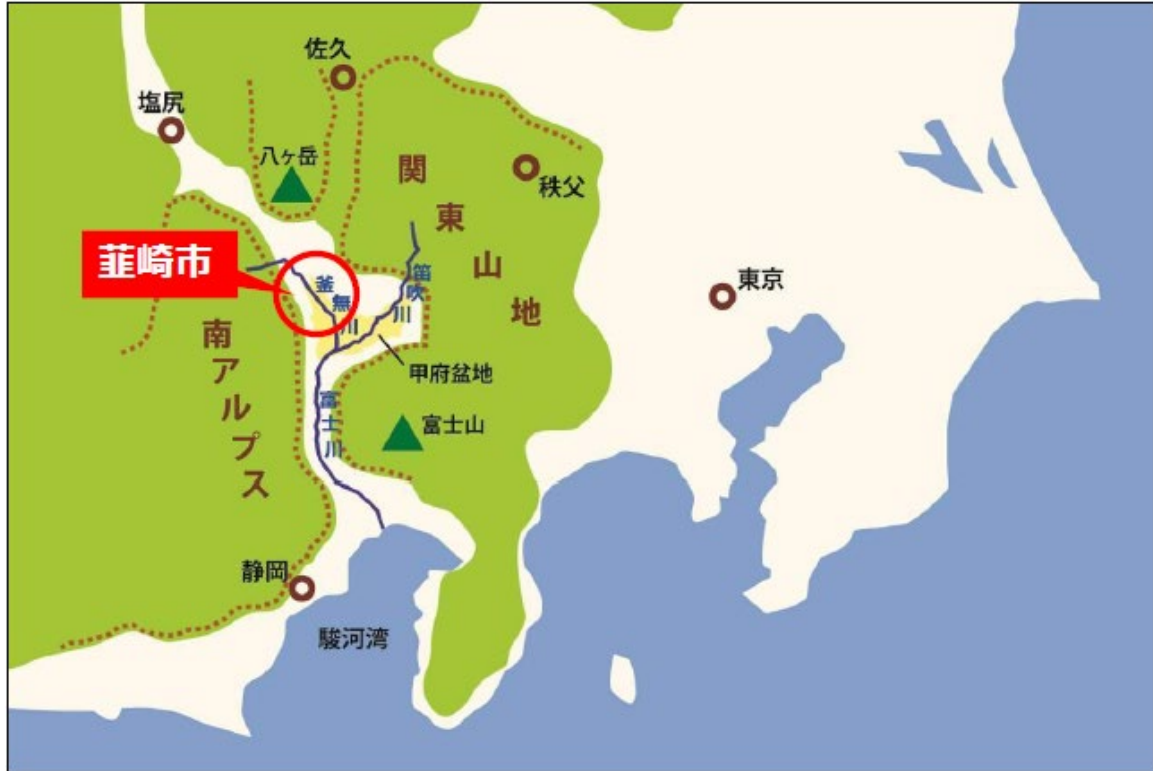 佐久
塩尻
八ヶ岳
関東山地
秩父
韮崎市
釜無川
笛吹川
東京
南アルプス
甲府盆地
富士川
富士山
静岡
駿河湾